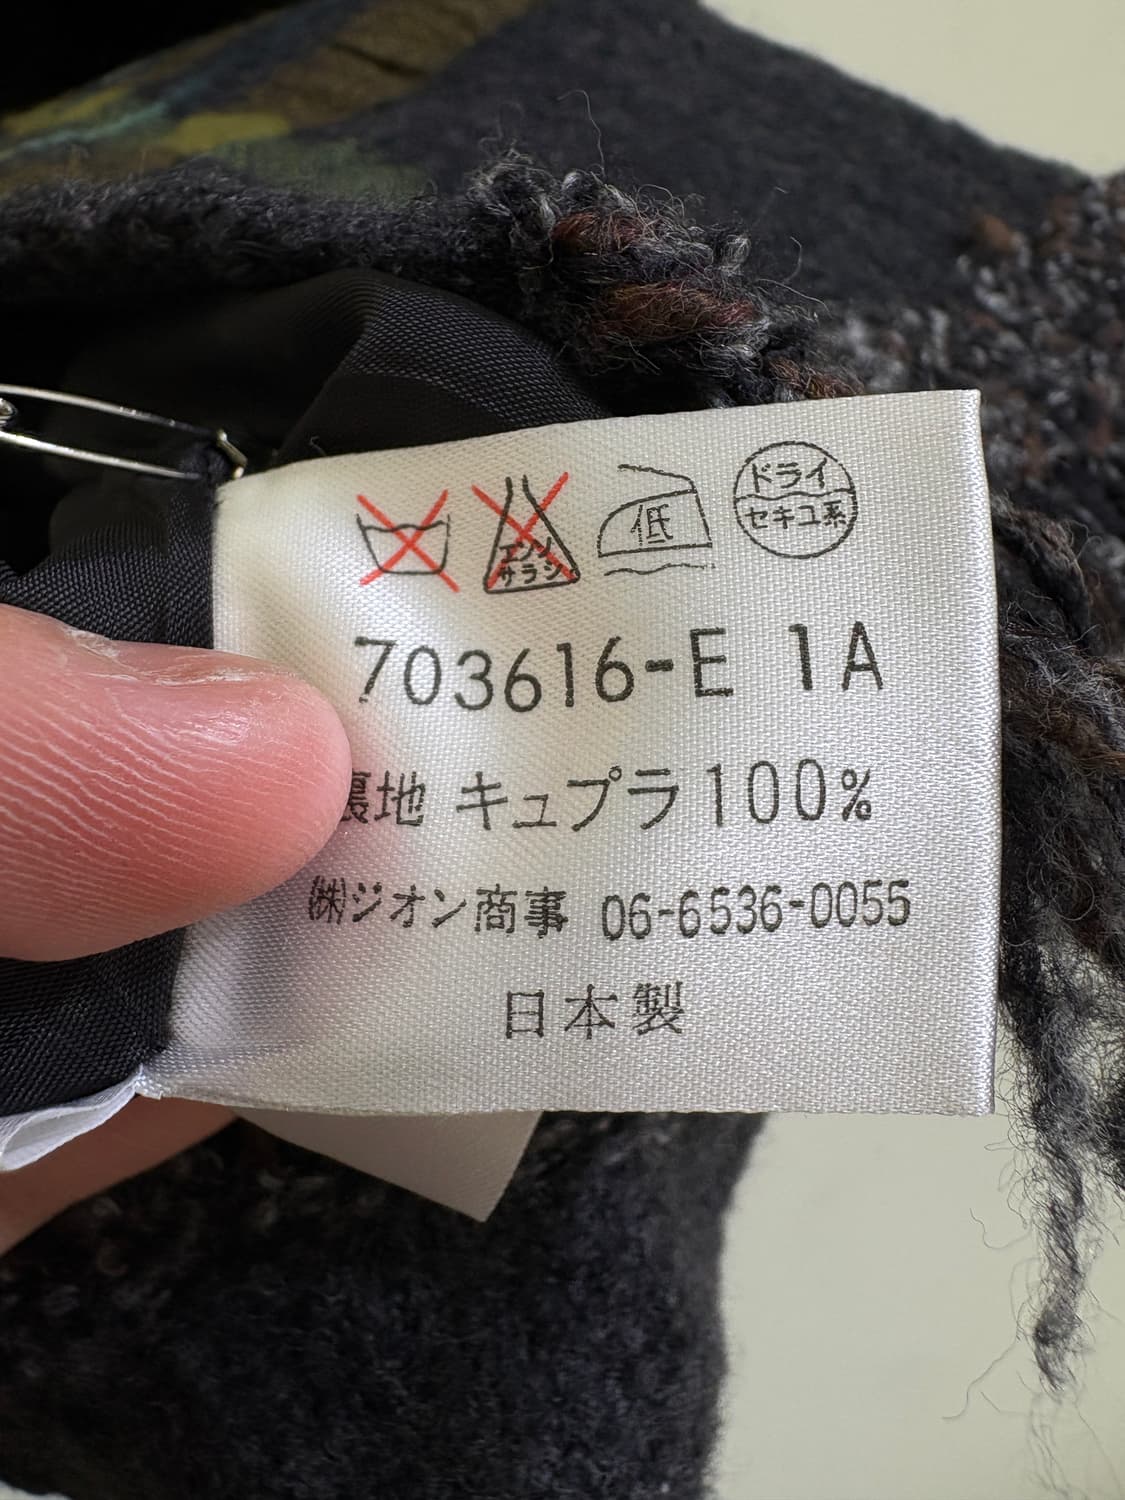 エンソ
サラシ
低
ドライ
セキユ系
703616-E 1A
裏地 キュプラ100%
㈱ジオン商事 06-6536-0055
日本製